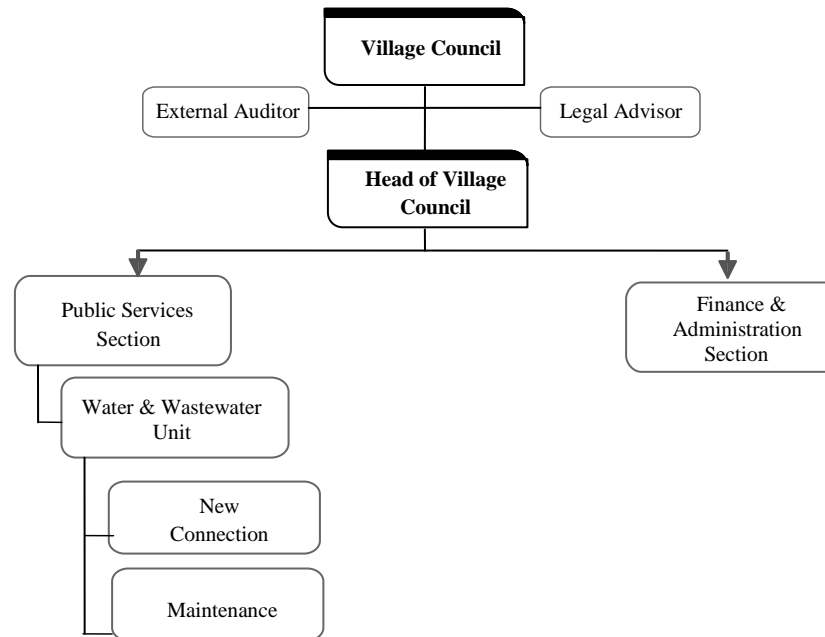 Village Council
External Auditor
Legal Advisor
Head of Village
Council
Public Services
Section
Finance &
Administration
Section
Water & Wastewater
Unit
New
Connection
Maintenance